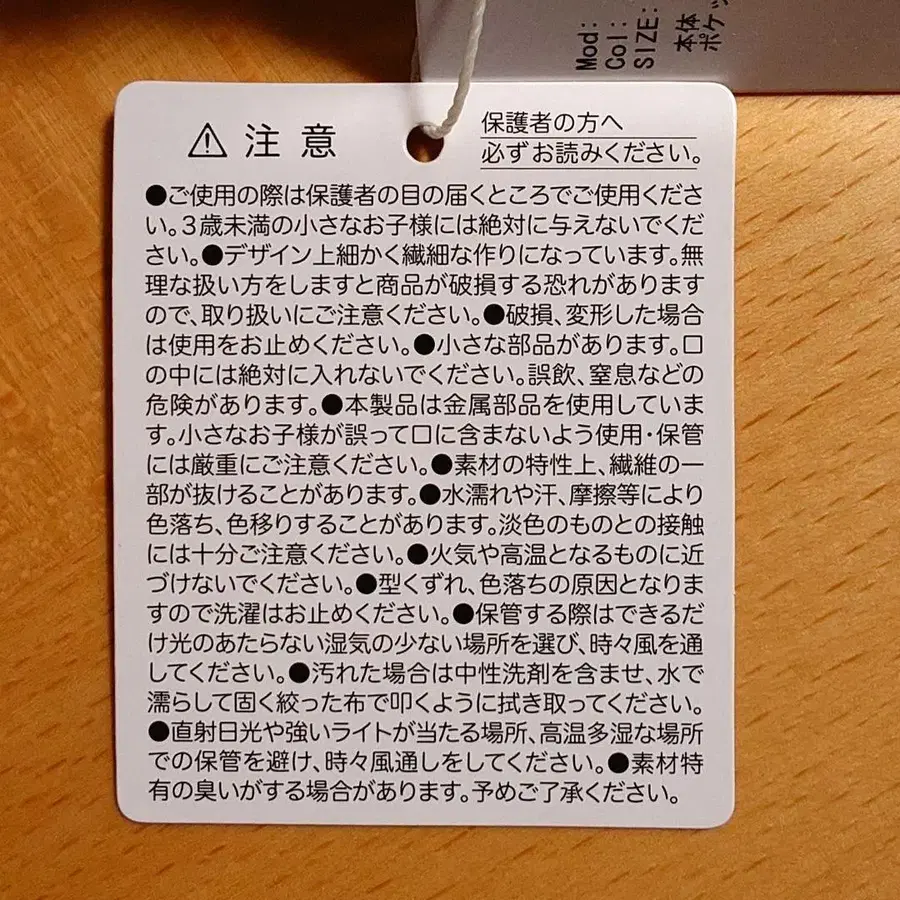 Mod:
Col:
SIZE:
本体
ポケッ
⚠ 注意
保護者の方へ
必ずお読みください。
●ご使用の際は保護者の目の届くところでご使用くださ
い。3歳未満の小さなお子様には絶対に与えないでくだ
さい。●デザイン上細かく繊細な作りになっています。無
理な扱い方をしますと商品が破損する恐れがあります
ので、取り扱いにご注意ください。●破損、変形した場合
は使用をお止めください。●小さな部品があります。口
の中には絶対に入れないでください。誤飲、窒息などの
危険があります。●本製品は金属部品を使用していま
す。小さなお子様が誤って口に含まないよう使用・保管
には厳重にご注意ください。●素材の特性上、繊維の一
部が抜けることがあります。●水濡れや汗、摩擦等により
色落ち、色移りすることがあります。淡色のものとの接触
には十分ご注意ください。●火気や高温となるものに近
づけないでください。●型くずれ、色落ちの原因となりま
すので洗濯はお止めください。●保管する際はできるだ
け光のあたらない湿気の少ない場所を選び、時々風を通
してください。●汚れた場合は中性洗剤を含ませ、水で
濡らして固く絞った布で叩くように拭き取ってください。
●直射日光や強いライトが当たる場所、高温多湿な場所
での保管を避け、時々風通しをしてください。●素材特
有の臭いがする場合があります。予めご了承ください。